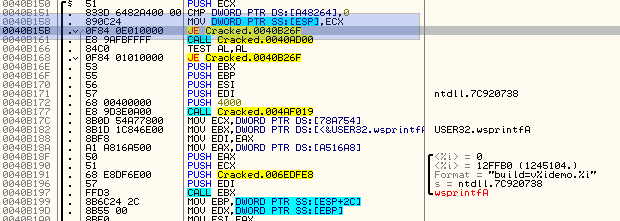 0040B150 $ 51 PUSH ECX
0040B151 . 833D 6482A400 00 CMP DWORD PTR DS:[A48264],0
0040B158 . 890C24 MOV DWORD PTR SS:[ESP],ECX
0040B15B . 0F84 0E010000 JE Cracked.0040B26F
0040B161 . E8 9AFBFFFF CALL Cracked.0040AD00
0040B166 . 84C0 TEST AL,AL
0040B168 . 0F84 01010000 JE Cracked.0040B26F
0040B16E . 53 PUSH EBX
0040B16F . 55 PUSH EBP
0040B170 . 56 PUSH ESI
0040B171 . 57 PUSH EDI ntdll.7C920738
0040B172 . 68 00400000 PUSH 4000
0040B177 . E8 9D3E0A00 CALL Cracked.004AF019
0040B17C . 8B0D 54A77800 MOV ECX,DWORD PTR DS:[78A754]
0040B182 . 8B1D 1C846E00 MOV EBX,DWORD PTR DS:[<&USER32.wsprintfA USER32.wsprintfA
0040B188 . 8BF8 MOV EDI,EAX
0040B18A . A1 A816A500 MOV EAX,DWORD PTR DS:[A516A8]
0040B18F . 50 PUSH EAX <%i> = 0
0040B190 . 51 PUSH ECX <%i> = 12FFB0 (1245104.)
0040B191 . 68 E8DF6E00 PUSH Cracked.006EDFE8 Format = "build=v%idemo.%i"
0040B196 . 57 PUSH EDI s = ntdll.7C920738
0040B197 . FFD3 CALL EBX wsprintfA
0040B199 . 8B6C24 2C MOV EBP,DWORD PTR SS:[ESP+2C]
0040B19D . 8B55 00 MOV EDX,DWORD PTR SS:[EBP]